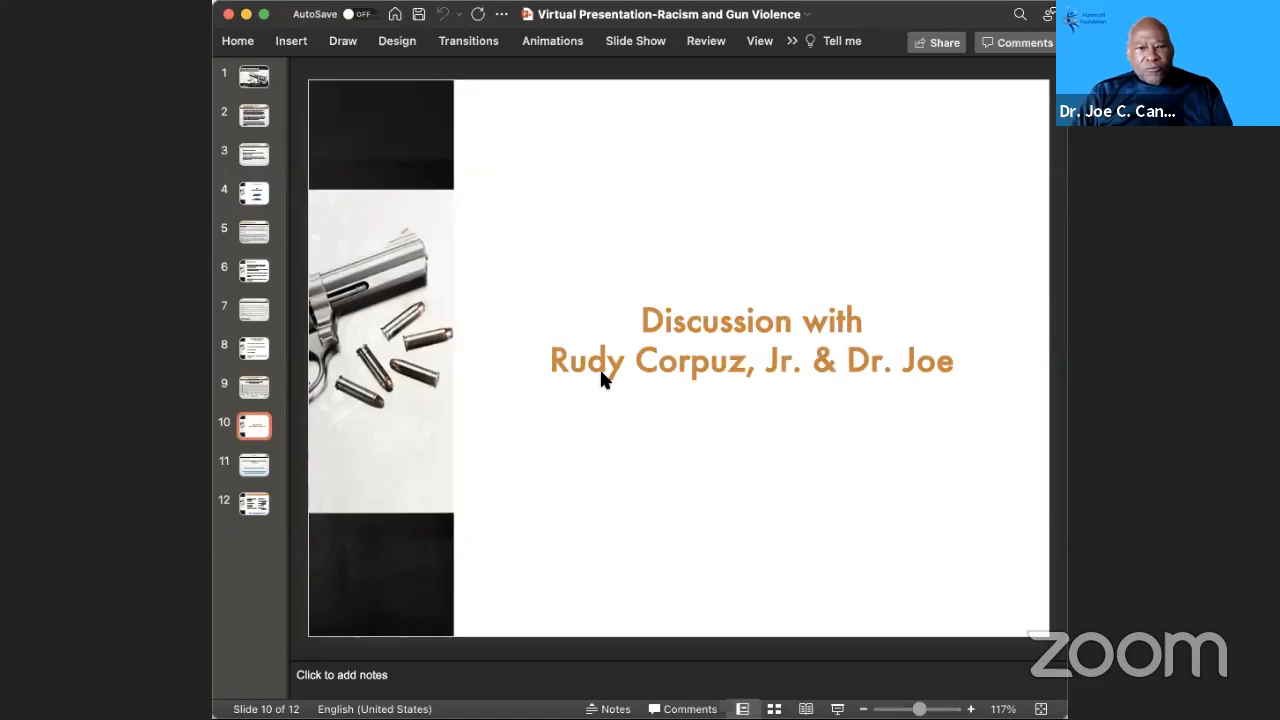 AutoSave OFF
Virtual Presentation-Racism and Gun Violence
Home Insert Draw Design Transitions Animations Slide Show Review View Tell me Share Comments
Hunnicutt
Foundation
Dr. Joe C. Can...
1
2
3
4
5
6
7
8
9
10
11
12
Discussion with
Rudy Corpuz, Jr. & Dr. Joe
Click to add notes
Slide 10 of 12 English (United States) Notes Comments 117%
zoom